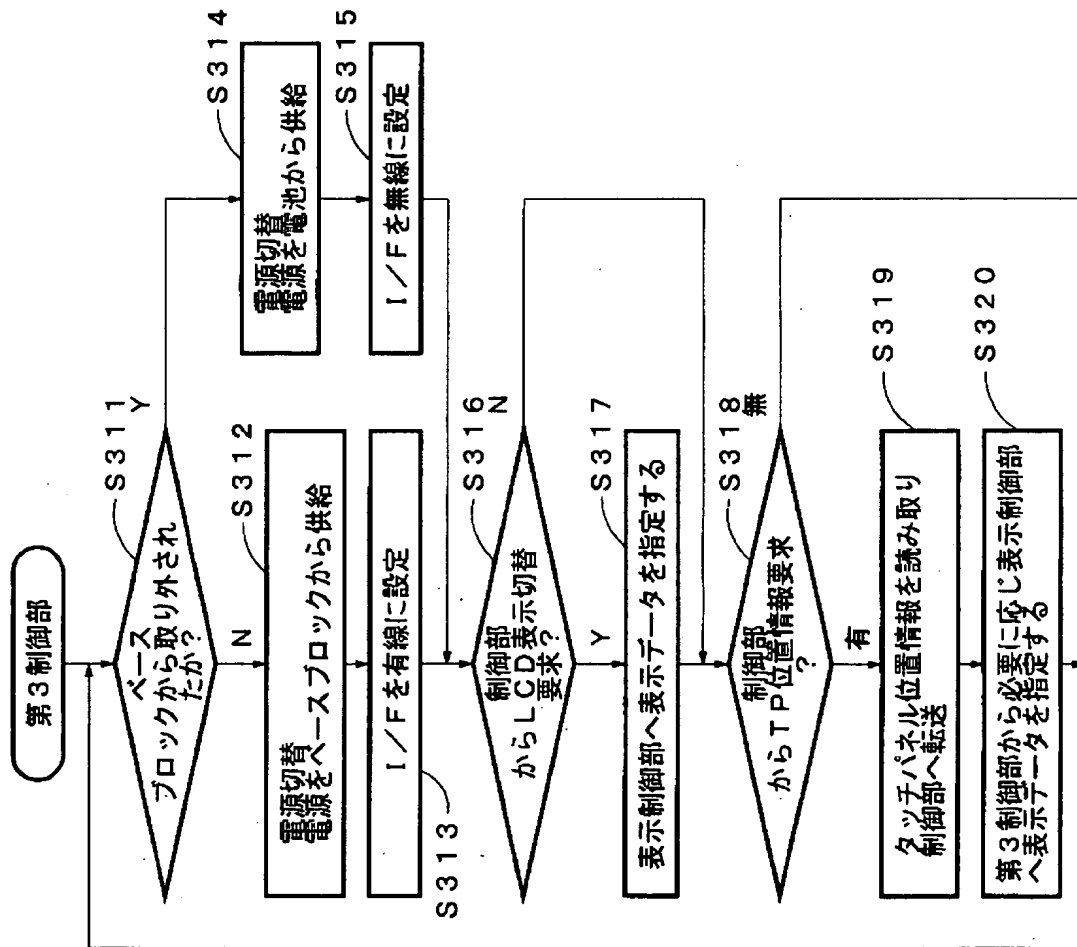 第3制御部
ベース
ブロックから取り外され
たか?
S311
Y
N
電源切替
電源をベースブロックから供給
S312
I/Fを有線に設定
S313
電源切替
電源を電池から供給
S314
I/Fを無線に設定
S315
制御部
からLCD表示切替
要求?
S316
N
Y
表示制御部へ表示データを指定する
S317
制御部
からTP位置情報要求
?
S318
無
有
タッチパネル位置情報を読み取り
制御部へ転送
S319
第3制御部から必要に応じ表示制御部
へ表示データを指定する
S320